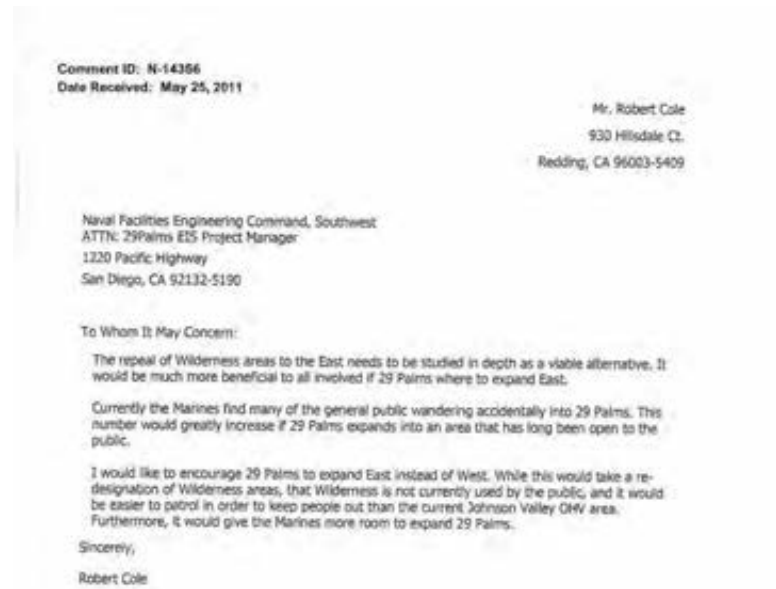 Comment ID: N-14356
Date Received: May 25, 2011
Mr. Robert Cole
930 Hillsdale Ct.
Redding, CA 96003-5409
Naval Facilities Engineering Command, Southwest
ATTN: 29Palms EIS Project Manager
1220 Pacific Highway
San Diego, CA 92132-5190
To Whom It May Concern:
The repeal of Wilderness areas to the East needs to be studied in depth as a viable alternative. It
would be much more beneficial to all involved if 29 Palms where to expand East.
Currently the Marines find many of the general public wandering accidentally into 29 Palms. This
number would greatly increase if 29 Palms expands into an area that has long been open to the
public.
I would like to encourage 29 Palms to expand East instead of West. While this would take a re-
designation of Wilderness areas, that Wilderness is not currently used by the public, and it would
be easier to patrol in order to keep people out than the current Johnson Valley OHV area.
Furthermore, it would give the Marines more room to expand 29 Palms.
Sincerely,
Robert Cole